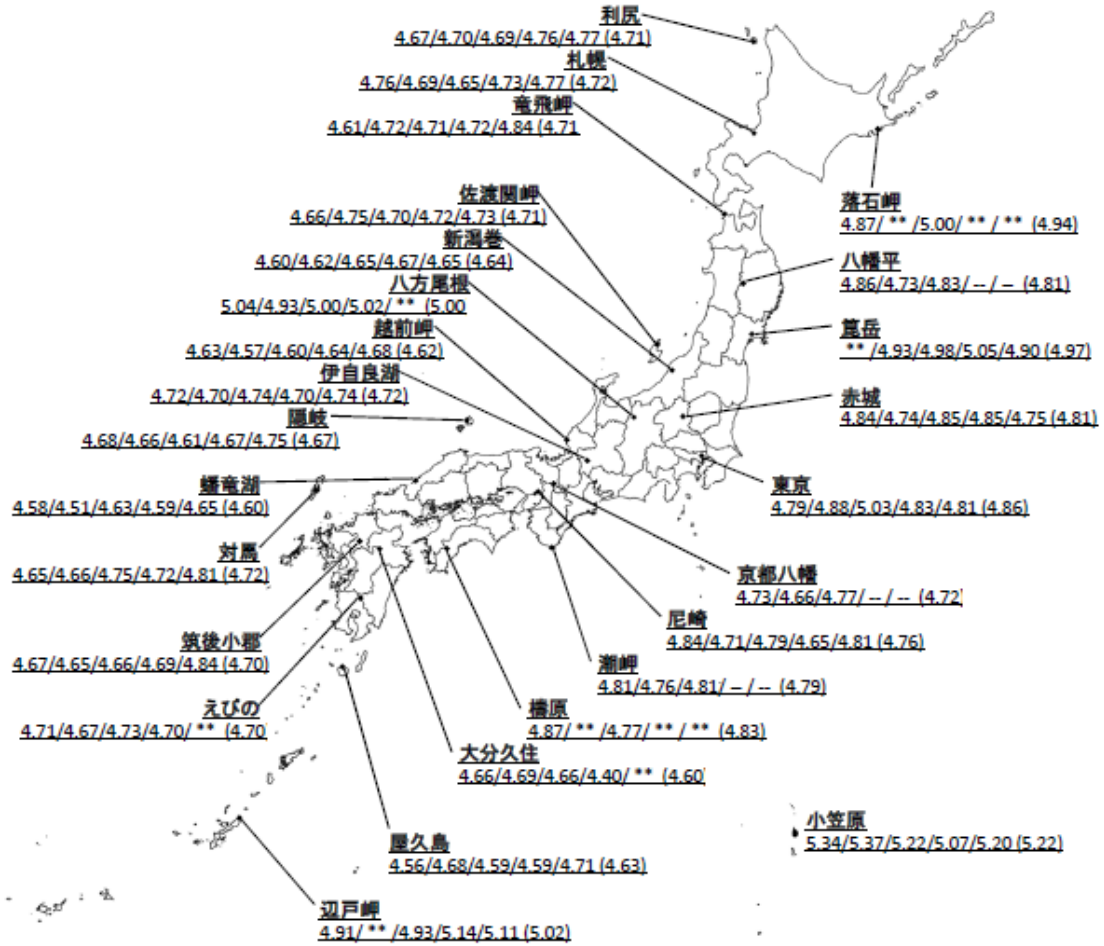 利尻
4.67/4.70/4.69/4.76/4.77 (4.71)
札幌
4.76/4.69/4.65/4.73/4.77 (4.72)
竜飛岬
4.61/4.72/4.71/4.72/4.84 (4.71
佐渡関岬
4.66/4.75/4.70/4.72/4.73 (4.71)
新潟巻
4.60/4.62/4.65/4.67/4.65 (4.64)
八方尾根
5.04/4.93/5.00/5.02/ ** (5.00
越前岬
4.63/4.57/4.60/4.64/4.68 (4.62)
伊自良湖
4.72/4.70/4.74/4.70/4.74 (4.72)
隠岐
4.68/4.66/4.61/4.67/4.75 (4.67)
蟠竜湖
4.58/4.51/4.63/4.59/4.65 (4.60)
対馬
4.65/4.66/4.75/4.72/4.81 (4.72)
筑後小郡
4.67/4.65/4.66/4.69/4.84 (4.70)
えびの
4.71/4.67/4.73/4.70/ ** (4.70
落石岬
4.87/ ** /5.00/ ** / ** (4.94)
八幡平
4.86/4.73/4.83/ -- / -- (4.81)
箟岳
** /4.93/4.98/5.05/4.90 (4.97)
赤城
4.84/4.74/4.85/4.85/4.75 (4.81)
東京
4.79/4.88/5.03/4.83/4.81 (4.86)
京都八幡
4.73/4.66/4.77/ -- / -- (4.72
尼崎
4.84/4.71/4.79/4.65/4.81 (4.76)
潮岬
4.81/4.76/4.81/ -- / -- (4.79)
檮原
4.87/ ** /4.77/ ** / ** (4.83)
大分久住
4.66/4.69/4.66/4.40/ ** (4.60
屋久島
4.56/4.68/4.59/4.59/4.71 (4.63)
辺戸岬
4.91/ ** /4.93/5.14/5.11 (5.02)
小笠原
5.34/5.37/5.22/5.07/5.20 (5.22)